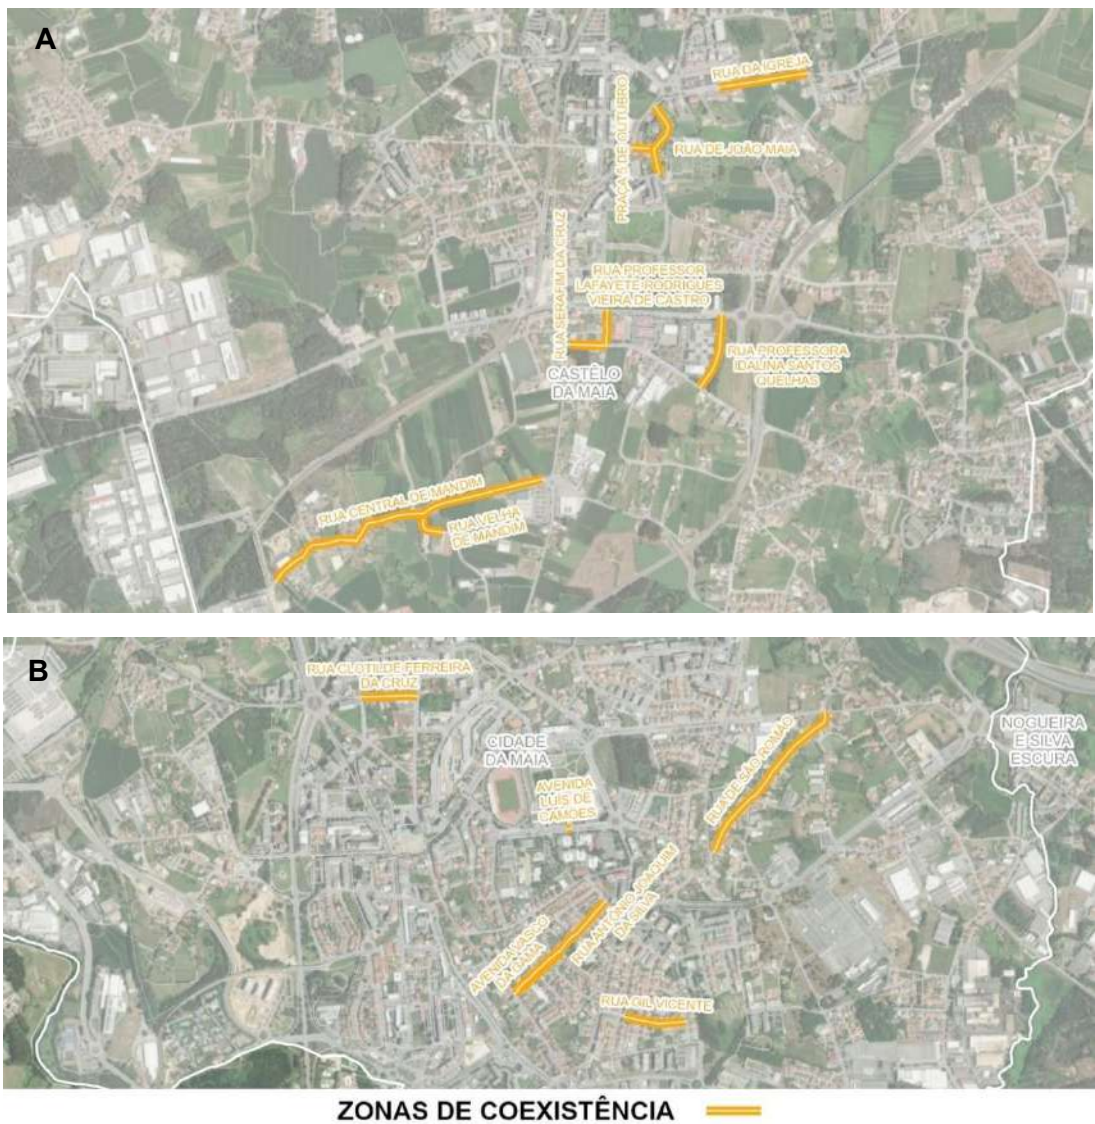 A
RUA DA IGREJA
PRAÇA 5 DE OUTUBRO
RUA DE JOÃO MAIA
RUA SERAFIM DA CRUZ
RUA PROFESSOR
LAFAYETE RODRIGUES
VIEIRA DE CASTRO
RUA PROFESSORA
IDALINA SANTOS
QUELHAS
CASTÊLO
DA MAIA
RUA CENTRAL DE MANDIM
RUA VELHA
DE MANDIM
B
RUA CLOTILDE FERREIRA
DA CRUZ
CIDADE
DA MAIA
NOGUEIRA
E SILVA
ESCURA
RUA DE SÃO ROMÃO
AVENIDA
LUÍS DE
CAMÕES
RUA ANTÓNIO JOAQUIM
DA SILVA
AVENIDA VASCO
DA GAMA
RUA GIL VICENTE
ZONAS DE COEXISTÊNCIA